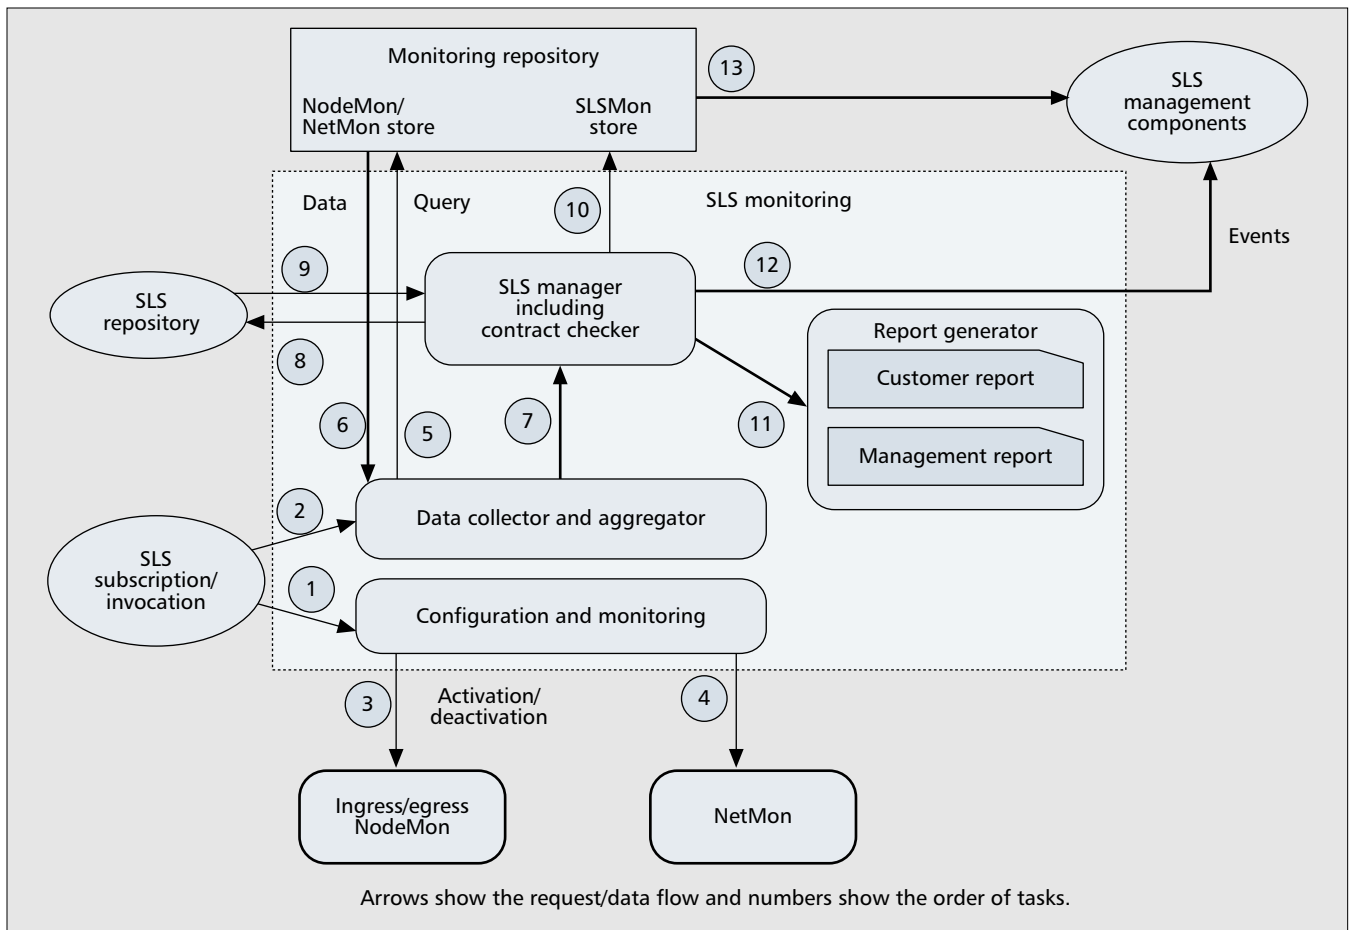 Monitoring repository
NodeMon/
NetMon store
SLSMon
store
13
SLS
management
components
Data
Query
10
SLS monitoring
Events
9
12
SLS
repository
SLS manager
including
contract checker
8
Report generator
Customer report
Management report
6
5
7
11
2
Data collector and aggregator
SLS
subscription/
invocation
1
Configuration and monitoring
3
Activation/
deactivation
4
Ingress/egress
NodeMon
NetMon
Arrows show the request/data flow and numbers show the order of tasks.